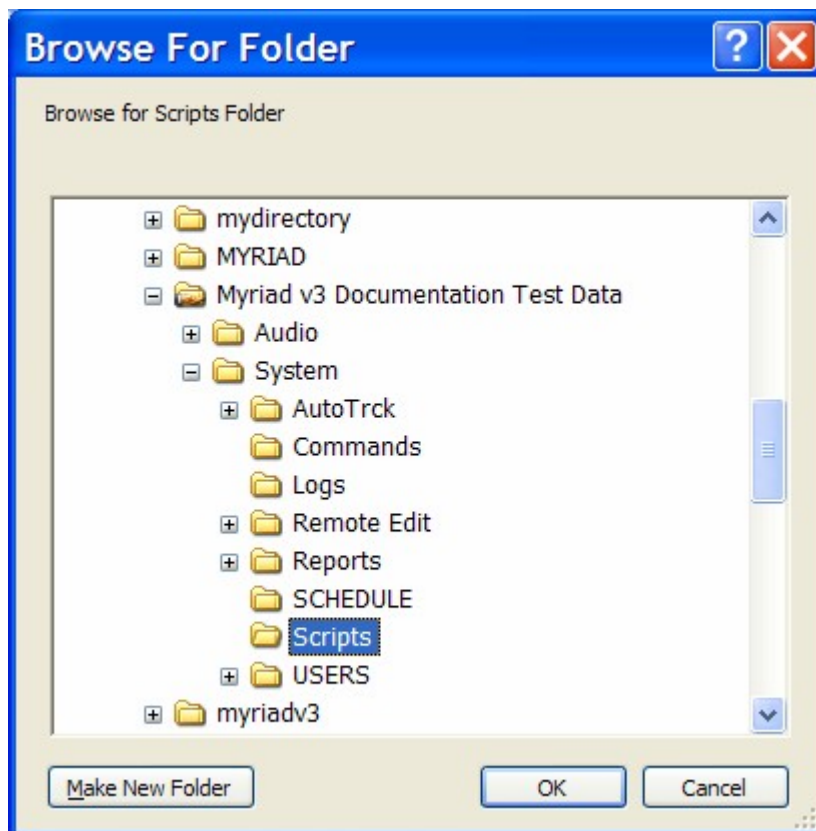 Browse For Folder
Browse for Scripts Folder
mydirectory
MYRIAD
Myriad v3 Documentation Test Data
Audio
System
AutoTrck
Commands
Logs
Remote Edit
Reports
SCHEDULE
Scripts
USERS
myriadv3
Make New Folder OK Cancel